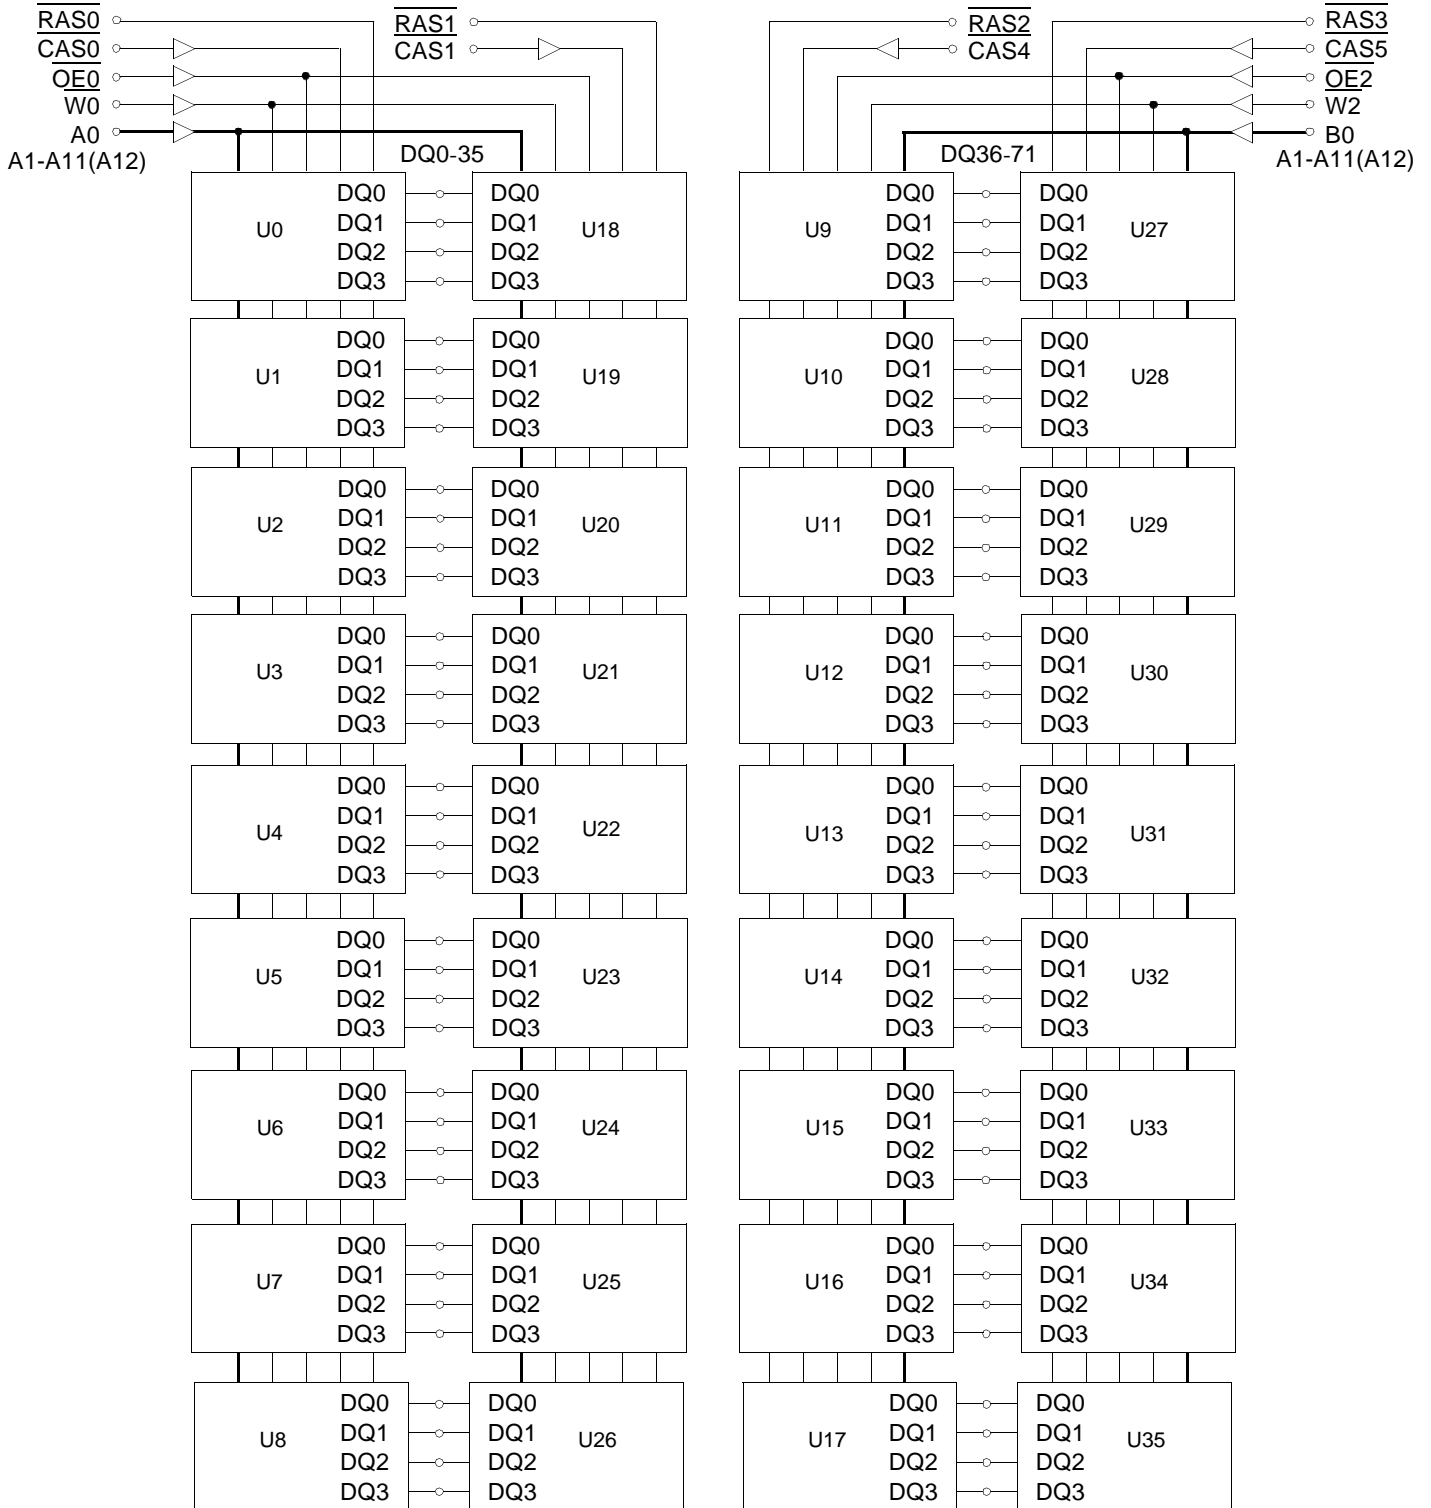 RAS0 RAS1 RAS2 RAS3
CAS0 CAS1 CAS4 CAS5
OE0 OE2
W0 W2
A0 B0
A1-A11(A12) DQ0-35 DQ36-71 A1-A11(A12)
DQ0 DQ0 DQ0 DQ0
U0 DQ1 DQ1 U18 U9 DQ1 DQ1 U27
DQ2 DQ2 DQ2 DQ2
DQ3 DQ3 DQ3 DQ3
DQ0 DQ0 DQ0 DQ0
U1 DQ1 DQ1 U19 U10 DQ1 DQ1 U28
DQ2 DQ2 DQ2 DQ2
DQ3 DQ3 DQ3 DQ3
DQ0 DQ0 DQ0 DQ0
U2 DQ1 DQ1 U20 U11 DQ1 DQ1 U29
DQ2 DQ2 DQ2 DQ2
DQ3 DQ3 DQ3 DQ3
DQ0 DQ0 DQ0 DQ0
U3 DQ1 DQ1 U21 U12 DQ1 DQ1 U30
DQ2 DQ2 DQ2 DQ2
DQ3 DQ3 DQ3 DQ3
DQ0 DQ0 DQ0 DQ0
U4 DQ1 DQ1 U22 U13 DQ1 DQ1 U31
DQ2 DQ2 DQ2 DQ2
DQ3 DQ3 DQ3 DQ3
DQ0 DQ0 DQ0 DQ0
U5 DQ1 DQ1 U23 U14 DQ1 DQ1 U32
DQ2 DQ2 DQ2 DQ2
DQ3 DQ3 DQ3 DQ3
DQ0 DQ0 DQ0 DQ0
U6 DQ1 DQ1 U24 U15 DQ1 DQ1 U33
DQ2 DQ2 DQ2 DQ2
DQ3 DQ3 DQ3 DQ3
DQ0 DQ0 DQ0 DQ0
U7 DQ1 DQ1 U25 U16 DQ1 DQ1 U34
DQ2 DQ2 DQ2 DQ2
DQ3 DQ3 DQ3 DQ3
DQ0 DQ0 DQ0 DQ0
U8 DQ1 DQ1 U26 U17 DQ1 DQ1 U35
DQ2 DQ2 DQ2 DQ2
DQ3 DQ3 DQ3 DQ3